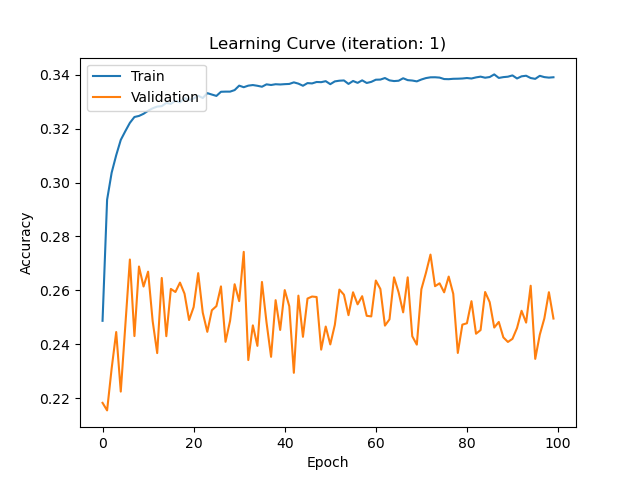 Learning Curve (iteration: 1)
Train
Validation
0.34
0.32
0.30
0.28
0.26
0.24
0.22
Accuracy
0 20 40 60 80 100
Epoch